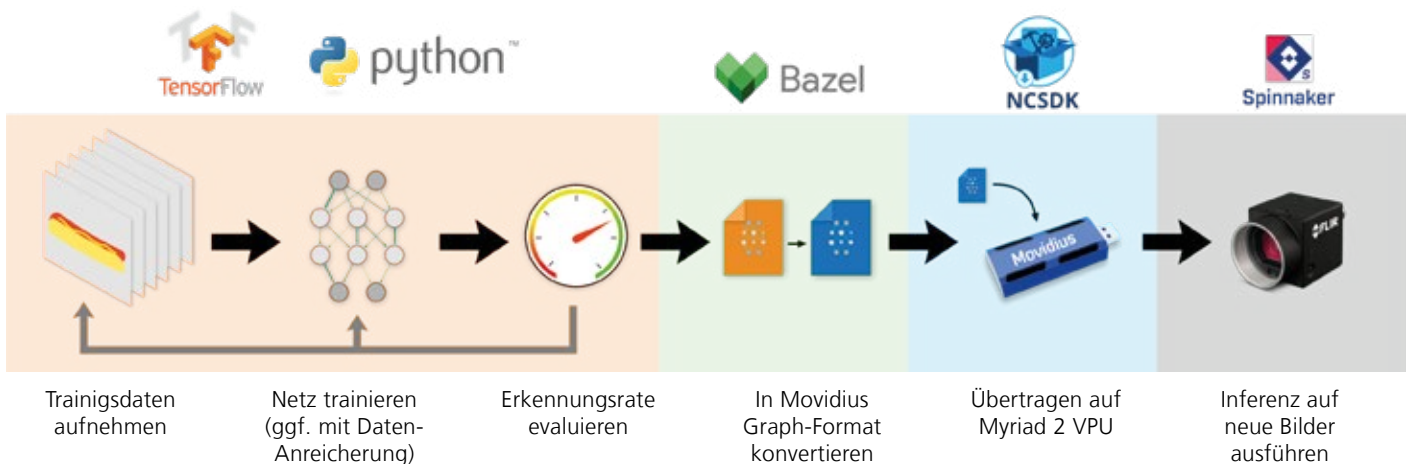 TensorFlow
python™
Bazel
NCSDK
Spinnaker
Movidius
FLIR
Trainigsdaten
aufnehmen
Netz trainieren
(ggf. mit Daten-
Anreicherung)
Erkennungsrate
evaluieren
In Movidius
Graph-Format
konvertieren
Übertragen auf
Myriad 2 VPU
Inferenz auf
neue Bilder
ausführen